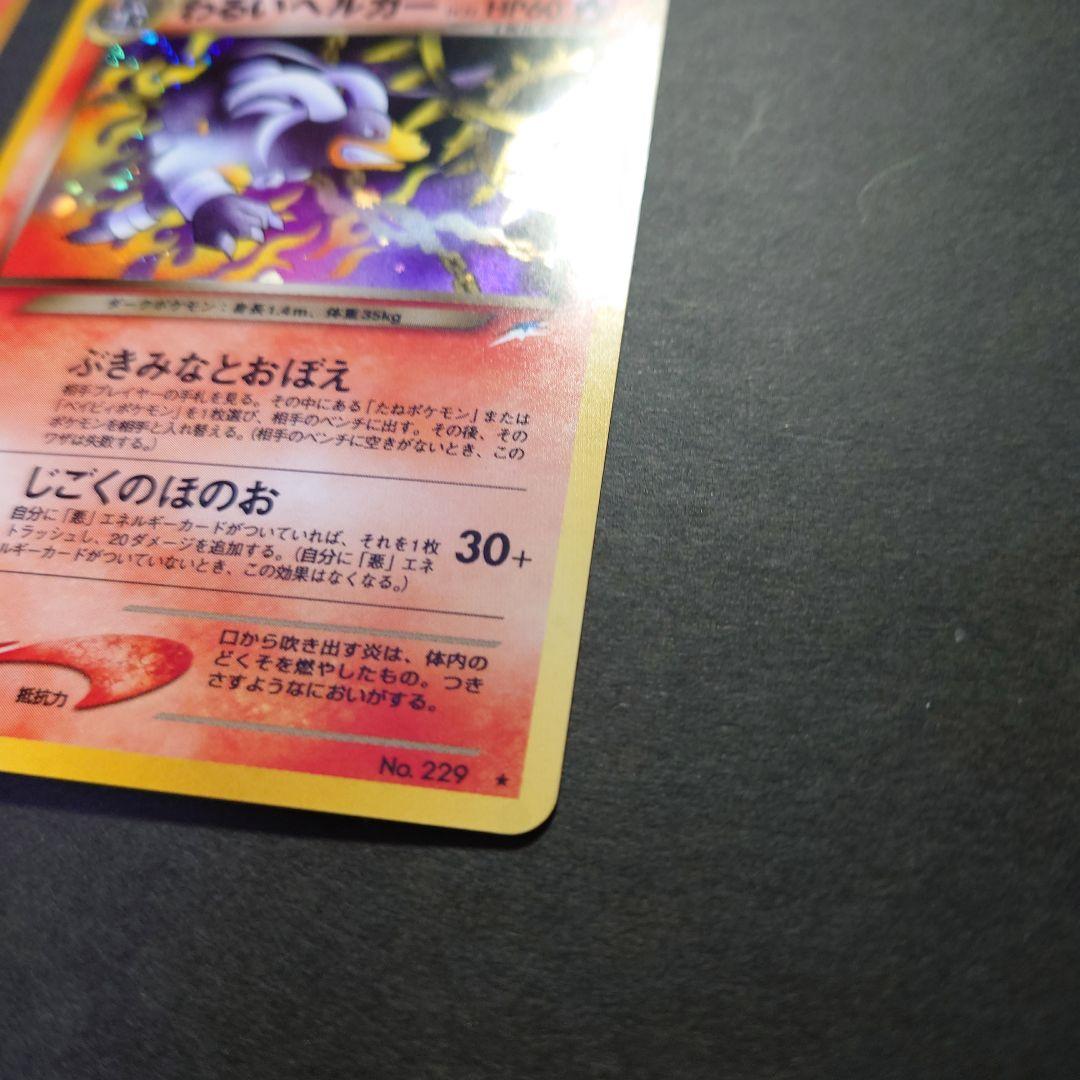 わるいヘルガー HP60
ダークポケモン：身長1.4m、体重35kg
ぶきみなとおぼえ
相手プレイヤーの手札を見る。その中にある「たねポケモン」または
「ベイビィポケモン」を1枚選び、相手のベンチに出す。その後、その
ポケモンを相手と入れ替える。（相手のベンチに空きがないとき、この
ワザは失敗する。）
じごくのほのお
自分に「悪」エネルギーカードがついていれば、それを1枚
トラッシュし、20ダメージを追加する。（自分に「悪」エネ
ルギーカードがついていないとき、この効果はなくなる。）
30+
口から吹き出す炎は、体内の
どくそを燃やしたもの。つき
さすようなにおいがする。
抵抗力
No. 229 ★